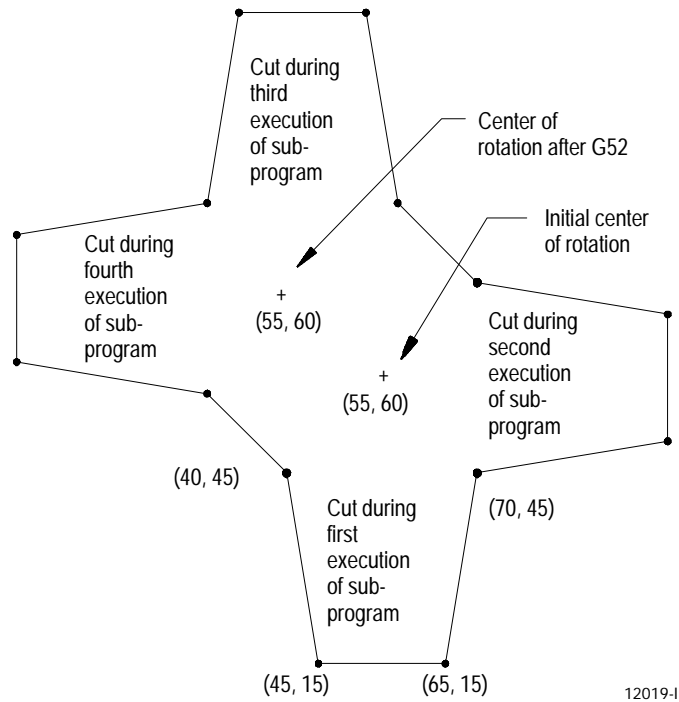 Cut during
third
execution
of sub-
program
Center of
rotation after G52
Initial center
of rotation
Cut during
fourth
execution
of sub-
program
+
(55, 60)
Cut during
second
execution
of sub-
program
+
(55, 60)
(40, 45)
(70, 45)
Cut during
first
execution
of sub-
program
(45, 15)
(65, 15)
12019-I